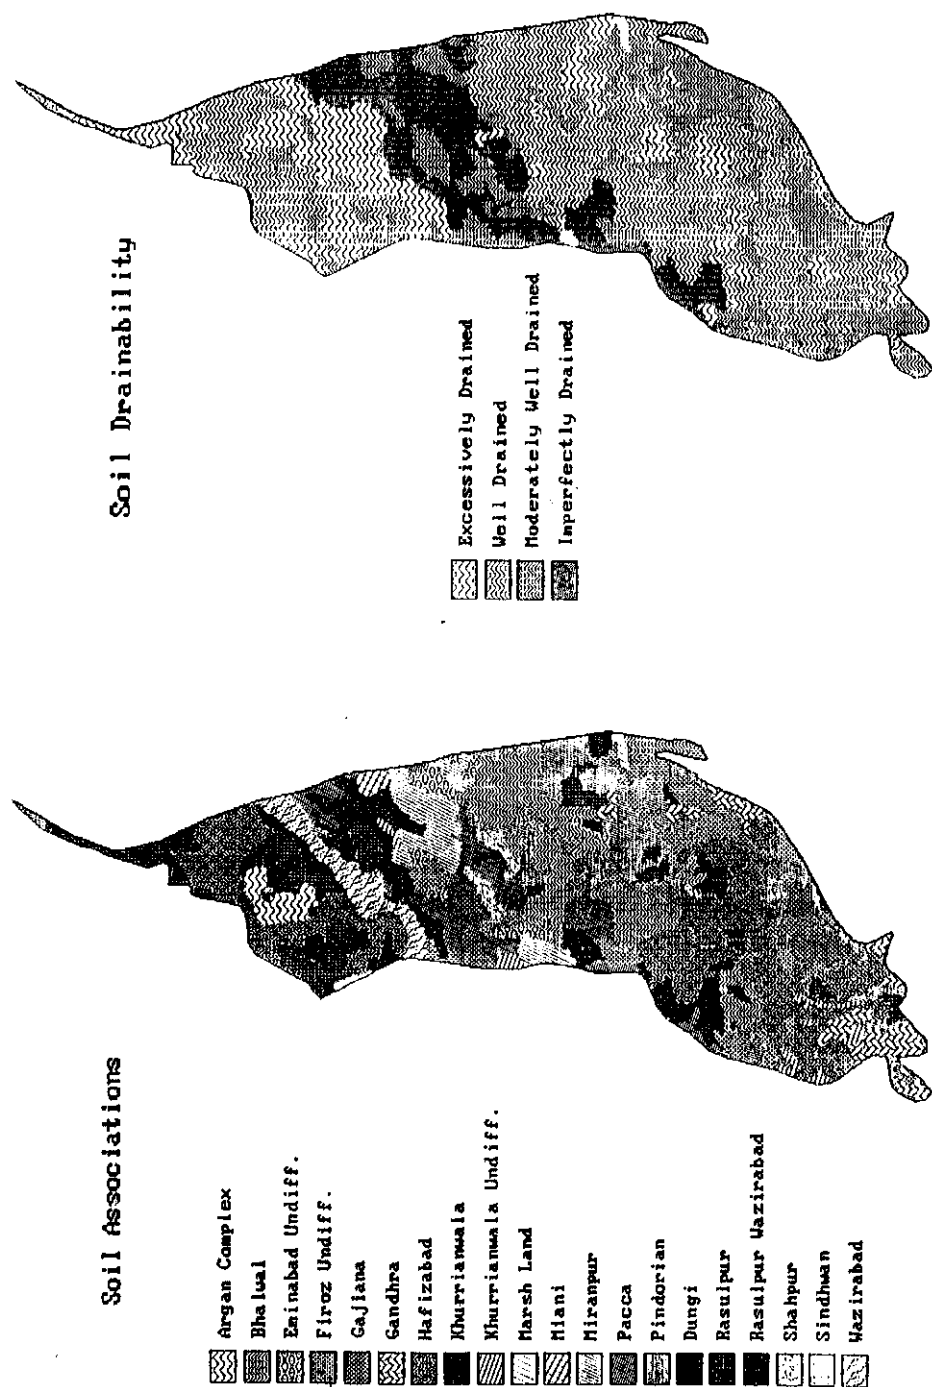 Soil Associations
Argan Complex
Bhalwal
Eminabad Undiff.
Firoz Undiff.
Gajiana
Gandhra
Hafizabad
Khurrianwala
Khurrianwala Undiff.
Marsh Land
Miani
Miranpur
Pacca
Pindorian
Dungi
Rasulpur
Rasulpur Wazirabad
Shahpur
Sindhwan
Wazirabad
Soil Drainability
Excessively Drained
Well Drained
Moderately Well Drained
Imperfectly Drained